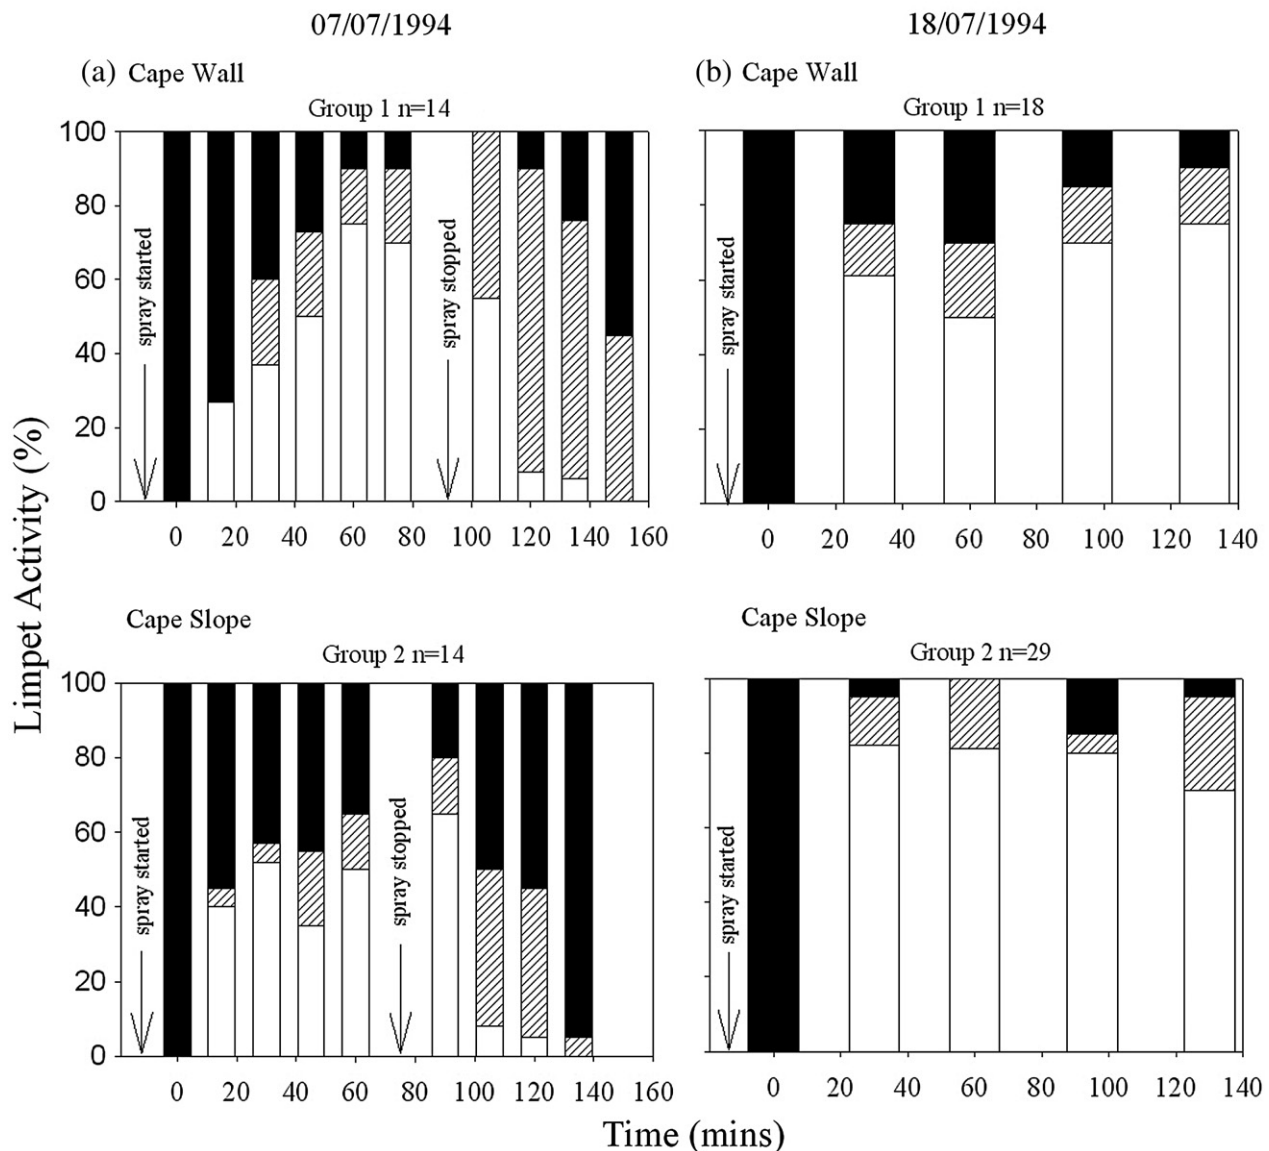 07/07/1994
18/07/1994
(a) Cape Wall
(b) Cape Wall
Group 1 n=14
Group 1 n=18
100
80
60
40
20
0
spray started
spray stopped
spray started
0 20 40 60 80 100 120 140 160
0 20 40 60 80 100 120 140
Limpet Activity (%)
Cape Slope
Cape Slope
Group 2 n=14
Group 2 n=29
100
80
60
40
20
0
spray started
spray stopped
spray started
0 20 40 60 80 100 120 140 160
0 20 40 60 80 100 120 140
Time (mins)